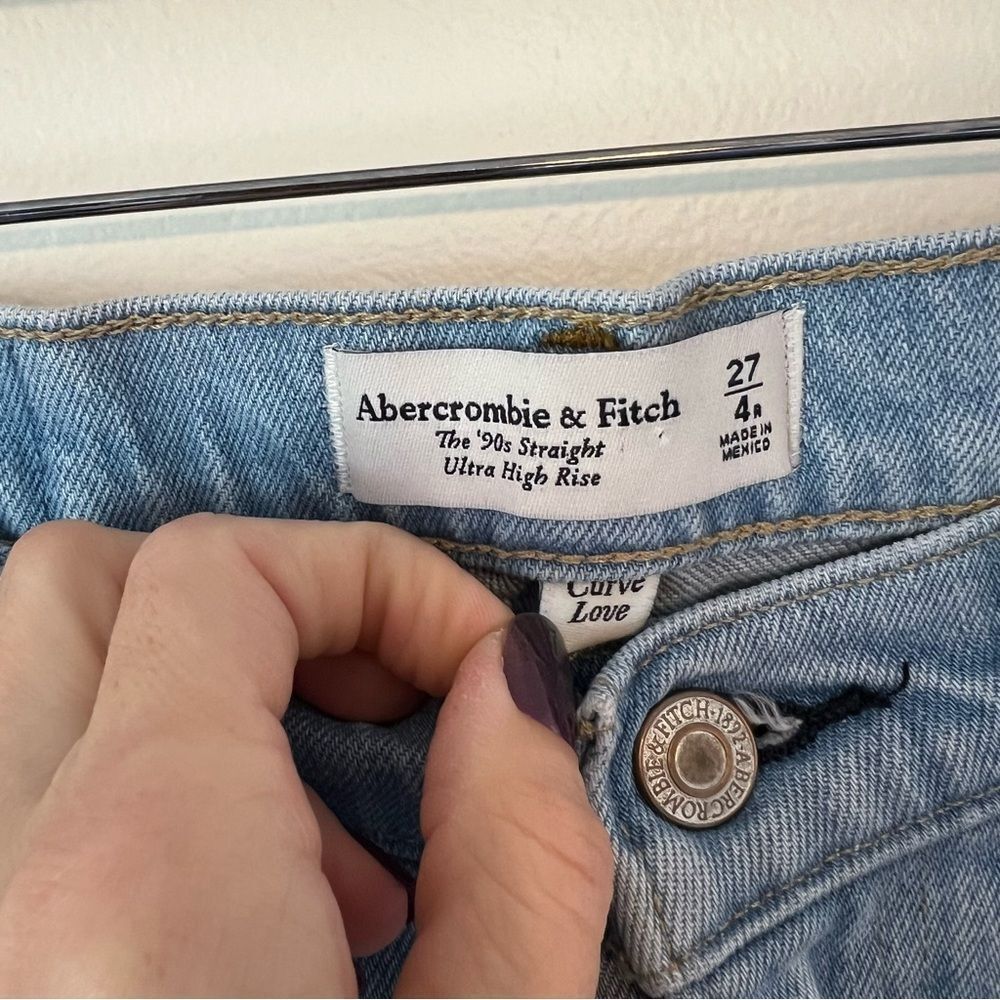 Abercrombie & Fitch
The '90s Straight
Ultra High Rise
27
4R
MADE IN
MEXICO
Curve
Love
ABERCROMBIE & FITCH · 1892 ·